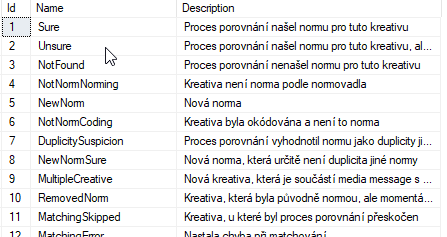 Id Name Description
1 Sure Proces porovnání našel normu pro tuto kreativu
2 Unsure Proces porovnání našel normu pro tuto kreativu, al...
3 NotFound Proces porovnání nenašel normu pro tuto kreativu
4 NotNormNorming Kreativa není norma podle normovadla
5 NewNorm Nová norma
6 NotNormCoding Kreativa byla okódována a není to norma
7 DuplicitySuspicion Proces porovnání vyhodnotil normu jako duplicity ji...
8 NewNormSure Nová norma, která určitě není duplicita jiné normy
9 MultipleCreative Nová kreativa, která je součástí media message s ...
10 RemovedNorm Kreativa, která byla původně normou, ale momentá...
11 MatchingSkipped Kreativa, u které byl proces porovnání přeskočen
12 MatchingError Nastala chyba při matchování